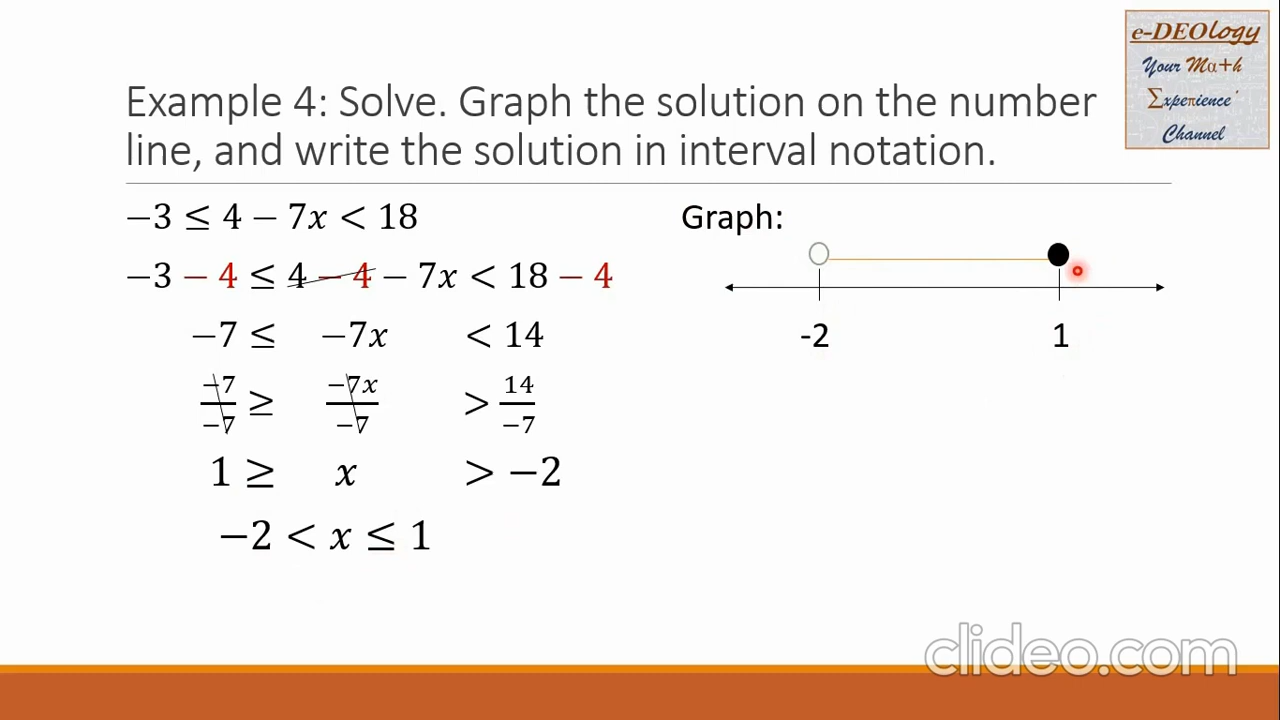 e-DEOlogy
Your Mα+h
Σxpeπience'
Channel
Example 4: Solve. Graph the solution on the number
line, and write the solution in interval notation.
−3 ≤ 4 − 7x < 18
Graph:
−3 − 4 ≤ 4 − 4 − 7x < 18 − 4
−7 ≤ −7x < 14
-2 1
−7/−7 ≥ −7x/−7 > 14/−7
1 ≥ x > −2
−2 < x ≤ 1
clideo.com